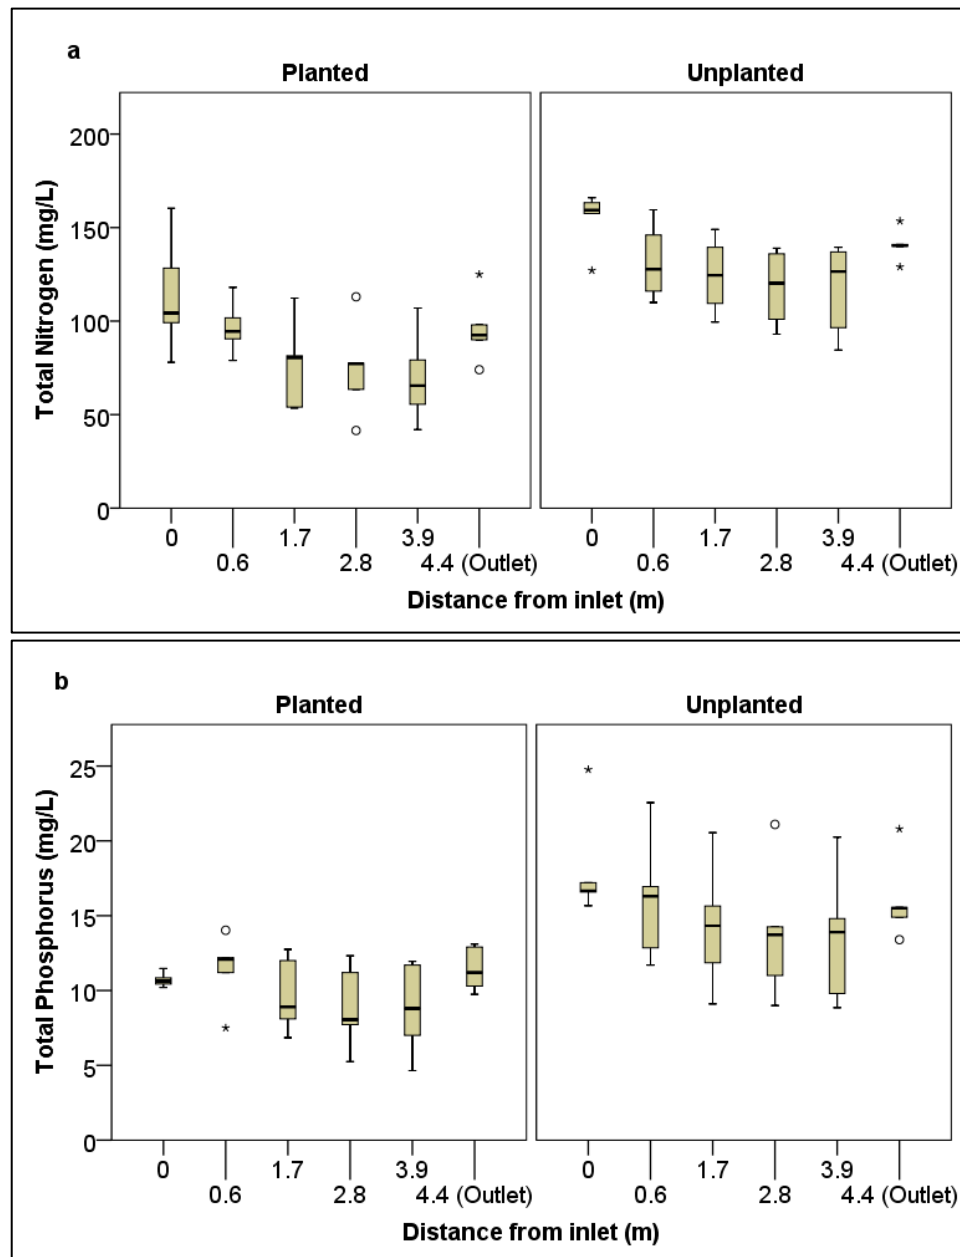 a
Planted Unplanted
Total Nitrogen (mg/L)
200
150
100
50
0
0 1.7 3.9 0 1.7 3.9
0.6 2.8 4.4 (Outlet) 0.6 2.8 4.4 (Outlet)
Distance from inlet (m)
b
Planted Unplanted
Total Phosphorus (mg/L)
25
20
15
10
5
0
0 1.7 3.9 0 1.7 3.9
0.6 2.8 4.4 (Outlet) 0.6 2.8 4.4 (Outlet)
Distance from inlet (m)